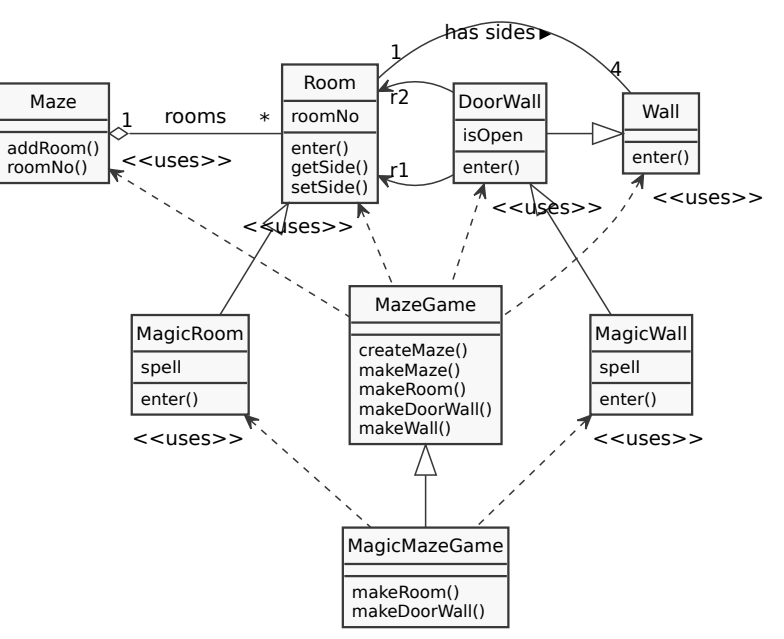 has sides ▶
1
4
Maze
addRoom()
roomNo()
1
rooms
*
Room
roomNo
enter()
getSide()
setSide()
r2
r1
DoorWall
isOpen
enter()
Wall
enter()
<<uses>>
<<uses>>
<<uses>>
<<uses>>
MagicRoom
spell
enter()
MazeGame
createMaze()
makeMaze()
makeRoom()
makeDoorWall()
makeWall()
MagicWall
spell
enter()
<<uses>>
<<uses>>
MagicMazeGame
makeRoom()
makeDoorWall()